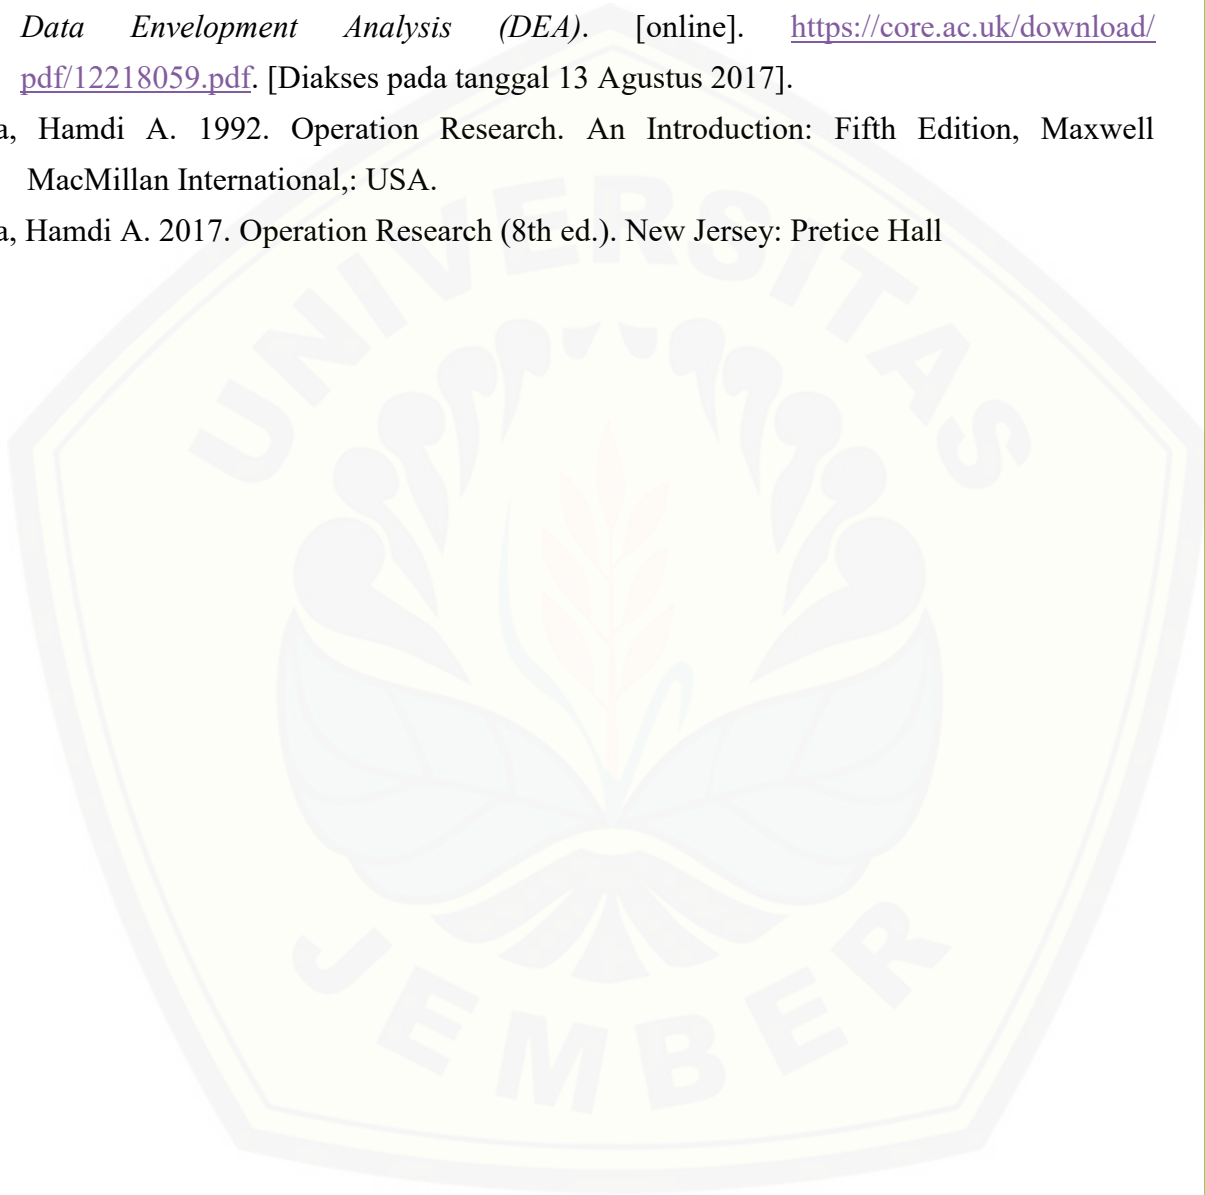 Data Envelopment Analysis (DEA). [online]. https://core.ac.uk/download/
pdf/12218059.pdf. [Diakses pada tanggal 13 Agustus 2017].
a, Hamdi A. 1992. Operation Research. An Introduction: Fifth Edition, Maxwell
MacMillan International,: USA.
a, Hamdi A. 2017. Operation Research (8th ed.). New Jersey: Pretice Hall
UNIVERSITAS
JEMBER